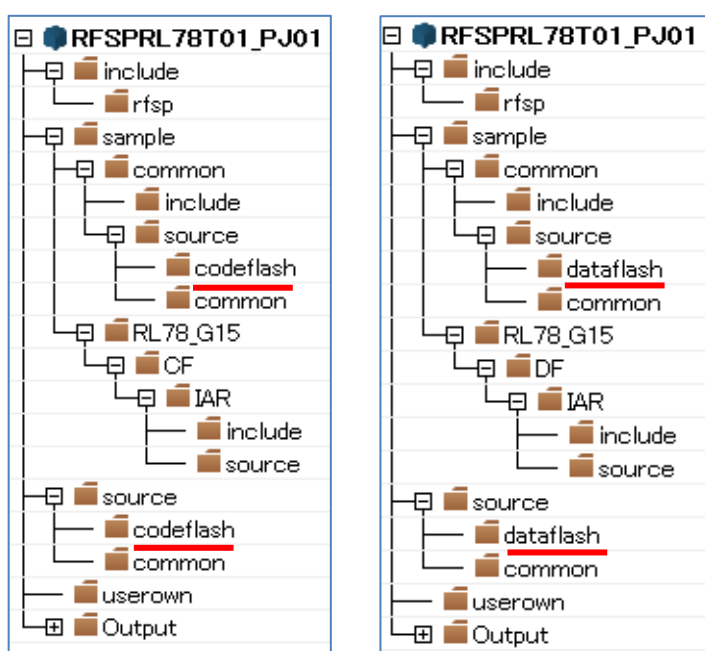 RFSPRL78T01_PJ01
include
rfsp
sample
common
include
source
codeflash
common
RL78_G15
CF
IAR
include
source
source
codeflash
common
userown
Output
RFSPRL78T01_PJ01
include
rfsp
sample
common
include
source
dataflash
common
RL78_G15
DF
IAR
include
source
source
dataflash
common
userown
Output